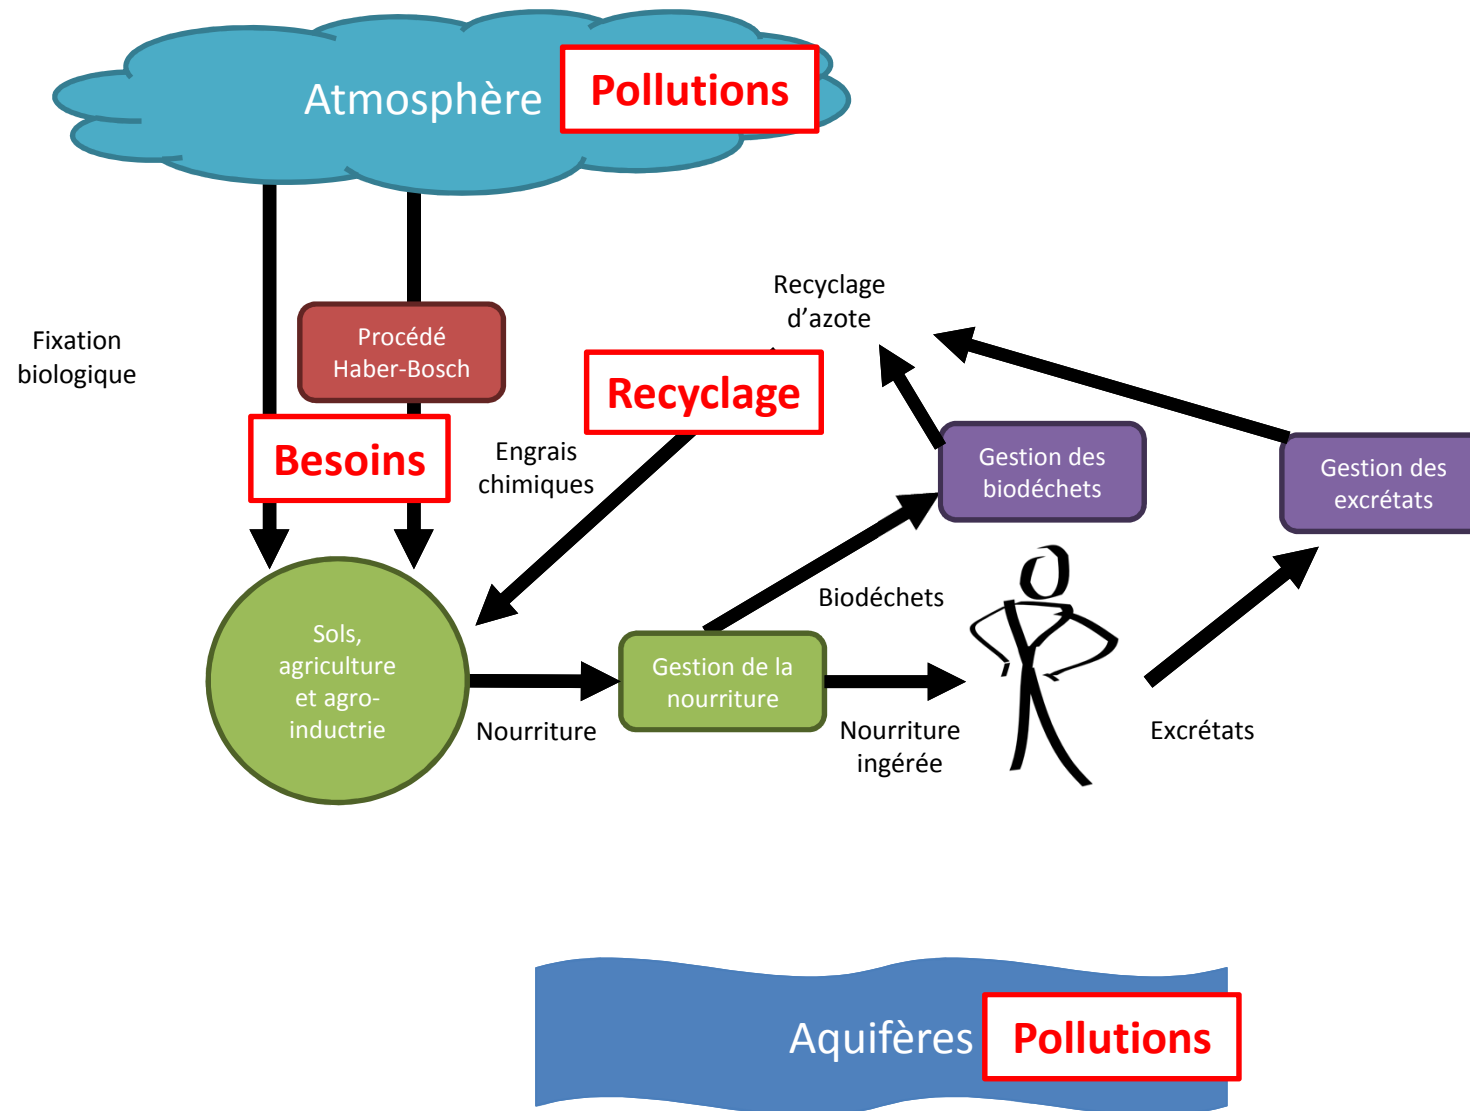 Atmosphère
Pollutions
Recyclage
d’azote
Fixation
biologique
Procédé
Haber-Bosch
Recyclage
Besoins
Engrais
chimiques
Gestion des
biodéchets
Gestion des
excrétats
Biodéchets
Sols,
agriculture
et agro-
inductrie
Gestion de la
nourriture
Nourriture
Nourriture
ingérée
Excrétats
Aquifères
Pollutions